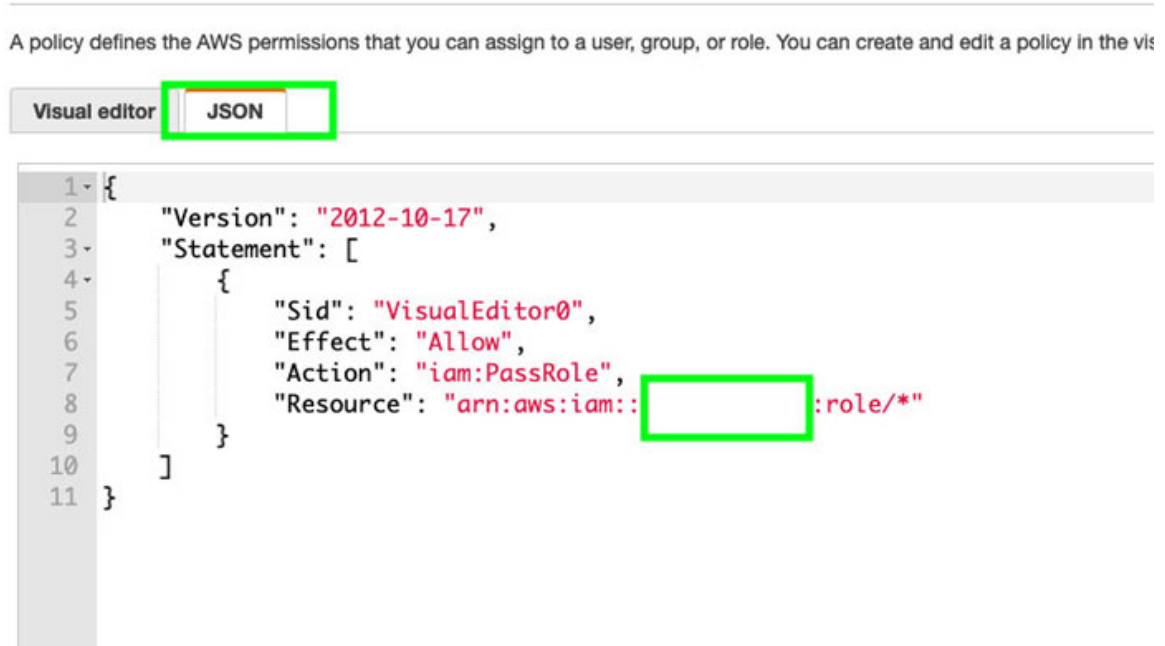 A policy defines the AWS permissions that you can assign to a user, group, or role. You can create and edit a policy in the vis
Visual editor JSON
1 {
2 "Version": "2012-10-17",
3 "Statement": [
4 {
5 "Sid": "VisualEditor0",
6 "Effect": "Allow",
7 "Action": "iam:PassRole",
8 "Resource": "arn:aws:iam:: :role/*"
9 }
10 ]
11 }